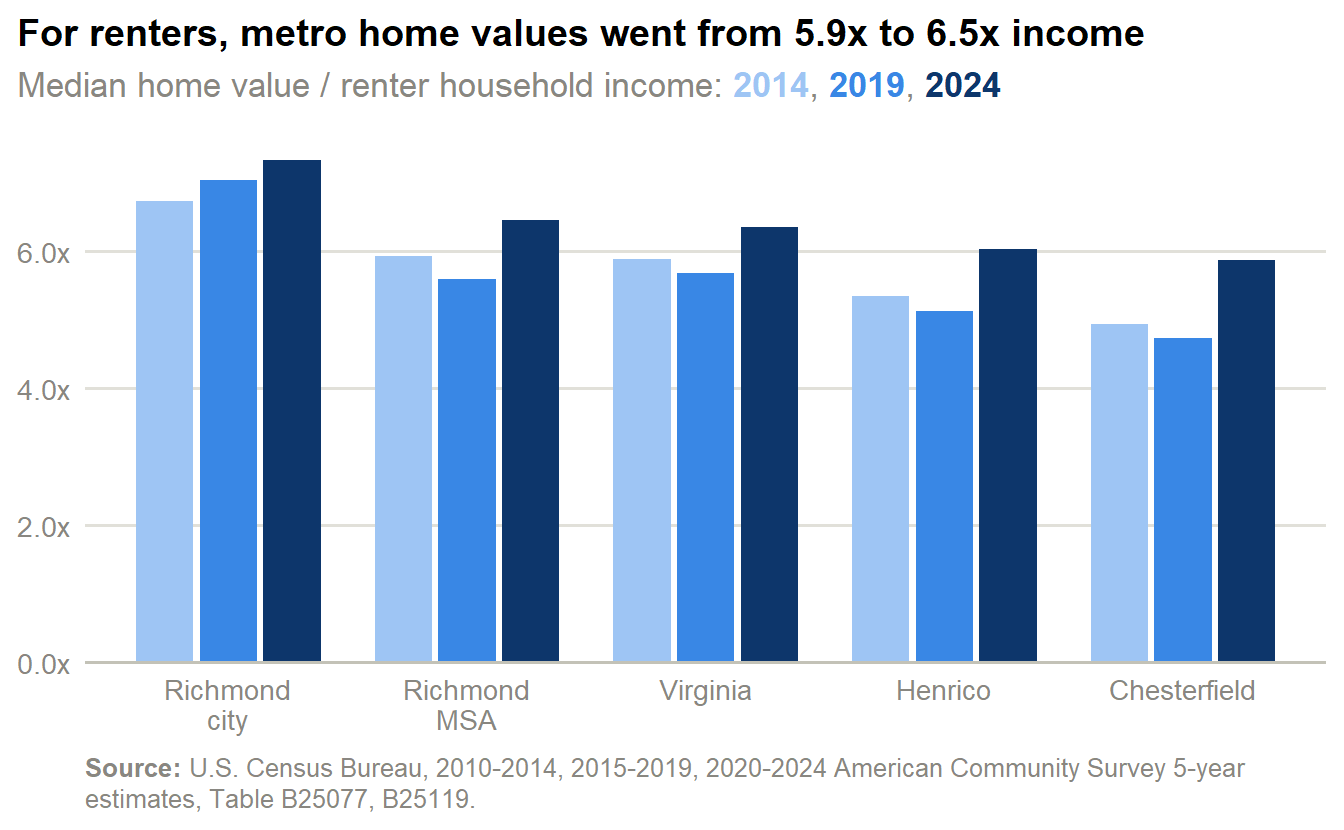 For renters, metro home values went from 5.9x to 6.5x income
Median home value / renter household income: 2014, 2019, 2024
6.0x
4.0x
2.0x
0.0x
Richmond
city
Richmond
MSA
Virginia
Henrico
Chesterfield
Source: U.S. Census Bureau, 2010-2014, 2015-2019, 2020-2024 American Community Survey 5-year
estimates, Table B25077, B25119.